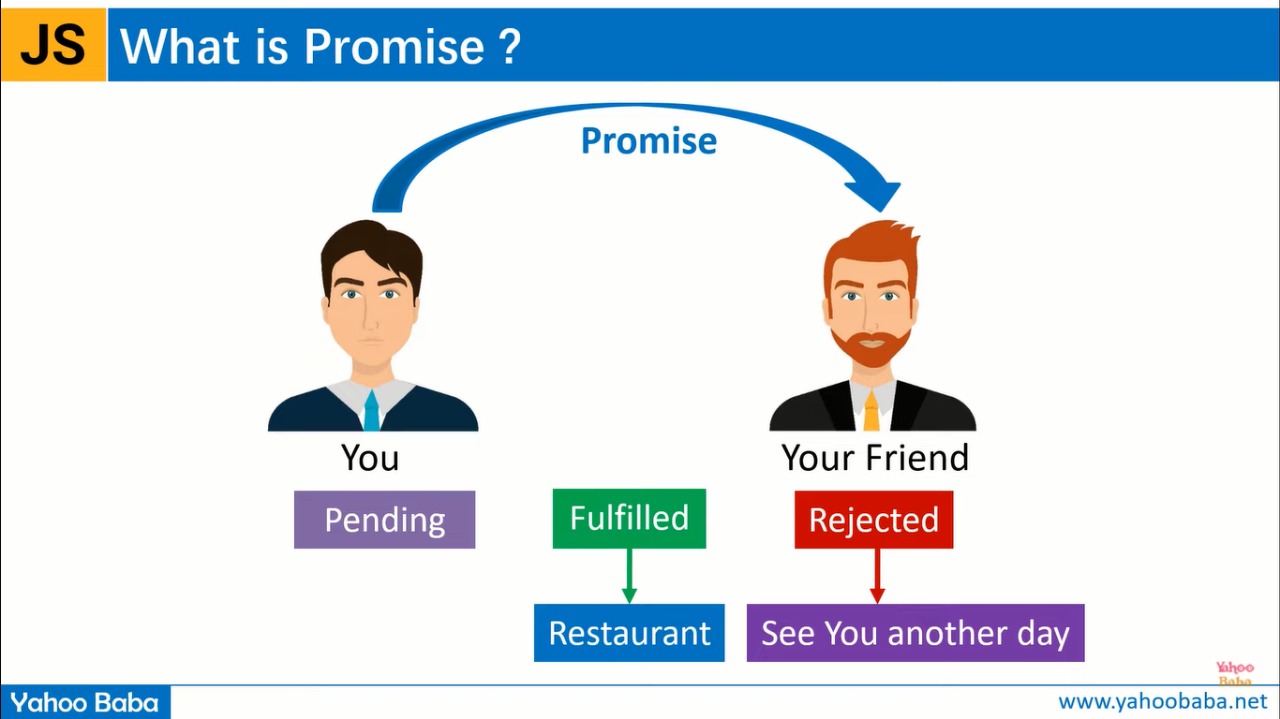 JS What is Promise ?
Promise
You
Your Friend
Pending
Fulfilled
Rejected
Restaurant
See You another day
Yahoo
Baba
Yahoo Baba
www.yahoobaba.net